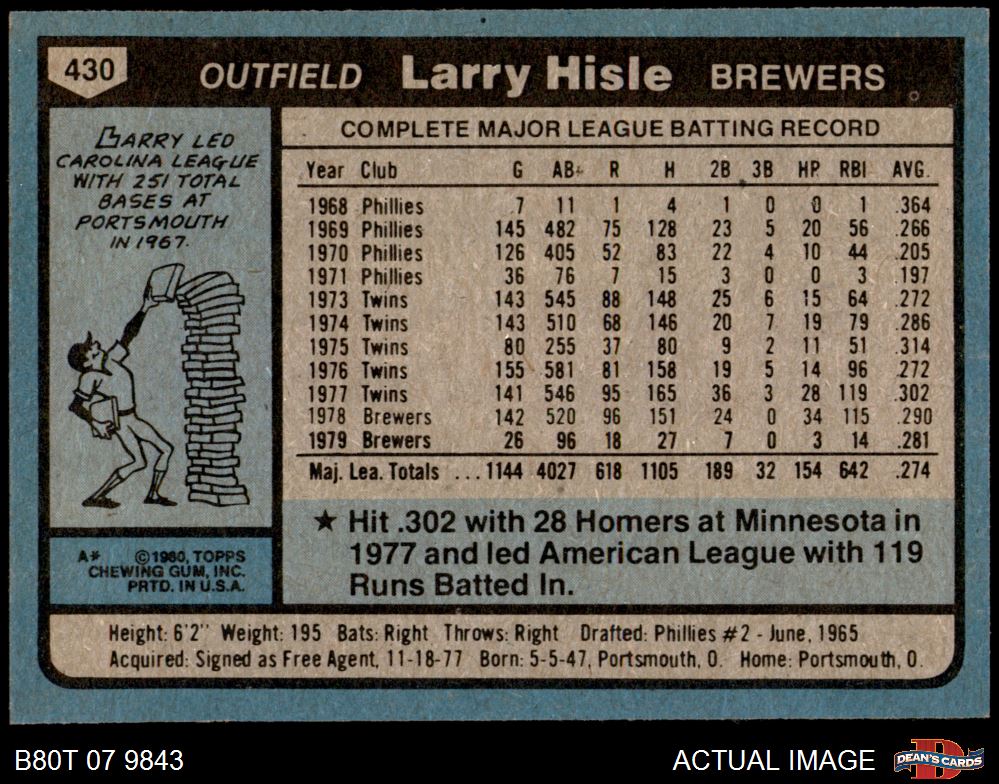 430 OUTFIELD Larry Hisle BREWERS
LARRY LED
CAROLINA LEAGUE
WITH 251 TOTAL
BASES AT
PORTSMOUTH
IN 1967.
A* © 1980, TOPPS
CHEWING GUM, INC.
PRTD. IN U.S.A.
COMPLETE MAJOR LEAGUE BATTING RECORD
Year Club G AB R H 2B 3B HR RBI AVG.
1968 Phillies 7 11 1 4 1 0 0 1 .364
1969 Phillies 145 482 75 128 23 5 20 56 .266
1970 Phillies 126 405 52 83 22 4 10 44 .205
1971 Phillies 36 76 7 15 3 0 0 3 .197
1973 Twins 143 545 88 148 25 6 15 64 .272
1974 Twins 143 510 68 146 20 7 19 79 .286
1975 Twins 80 255 37 80 9 2 11 51 .314
1976 Twins 155 581 81 158 19 5 14 96 .272
1977 Twins 141 546 95 165 36 3 28 119 .302
1978 Brewers 142 520 96 151 24 0 34 115 .290
1979 Brewers 26 96 18 27 7 0 3 14 .281
Maj. Lea. Totals ... 1144 4027 618 1105 189 32 154 642 .274
★ Hit .302 with 28 Homers at Minnesota in
1977 and led American League with 119
Runs Batted In.
Height: 6'2" Weight: 195 Bats: Right Throws: Right Drafted: Phillies #2 - June, 1965
Acquired: Signed as Free Agent, 11-18-77 Born: 5-5-47, Portsmouth, O. Home: Portsmouth, O.
B80T 07 9843 ACTUAL IMAGE DEAN'S CARDS